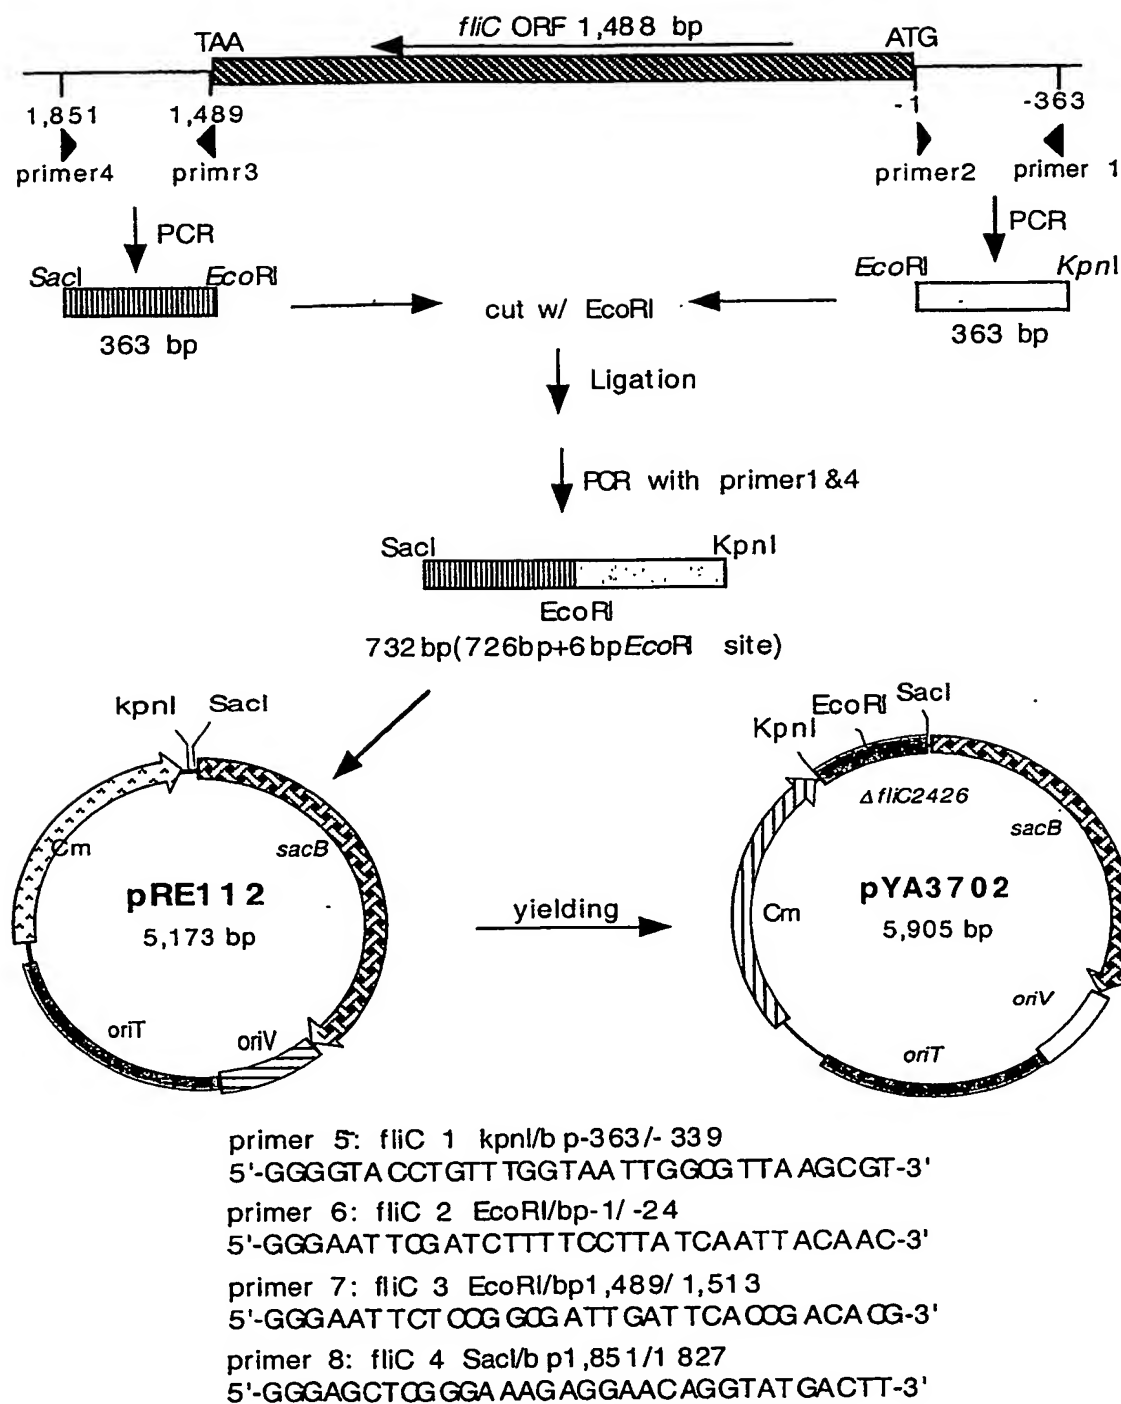 fliC ORF 1,488 bp
TAA
ATG
1,851
1,489
-1
-363
primer4
primr3
primer2
primer 1
PCR
PCR
SacI
EcoRI
EcoRI
KpnI
363 bp
cut w/ EcoRI
363 bp
Ligation
PCR with primer1&4
SacI
KpnI
EcoRI
732bp(726bp+6bpEcoRI site)
kpnI
SacI
KpnI
EcoRI
SacI
Cm
sacB
pRE112
5,173 bp
oriT
oriV
yielding
ΔfliC2426
sacB
Cm
pYA3702
5,905 bp
oriV
oriT
primer 5: fliC 1 kpnI/bp-363/-339
5'-GGGGTACCTGTTTGGTAATTGGCGTTAAGCGT-3'
primer 6: fliC 2 EcoRI/bp-1/-24
5'-GGGAATTCGATCTTTTCCTTATCAATTACAAC-3'
primer 7: fliC 3 EcoRI/bp1,489/1,513
5'-GGGAATTCTCCCGGCGATTGATTCACCGACACG-3'
primer 8: fliC 4 SacI/bp1,851/1827
5'-GGGAGCTCGGGAAAGAGGAACAGGTATGACTT-3'